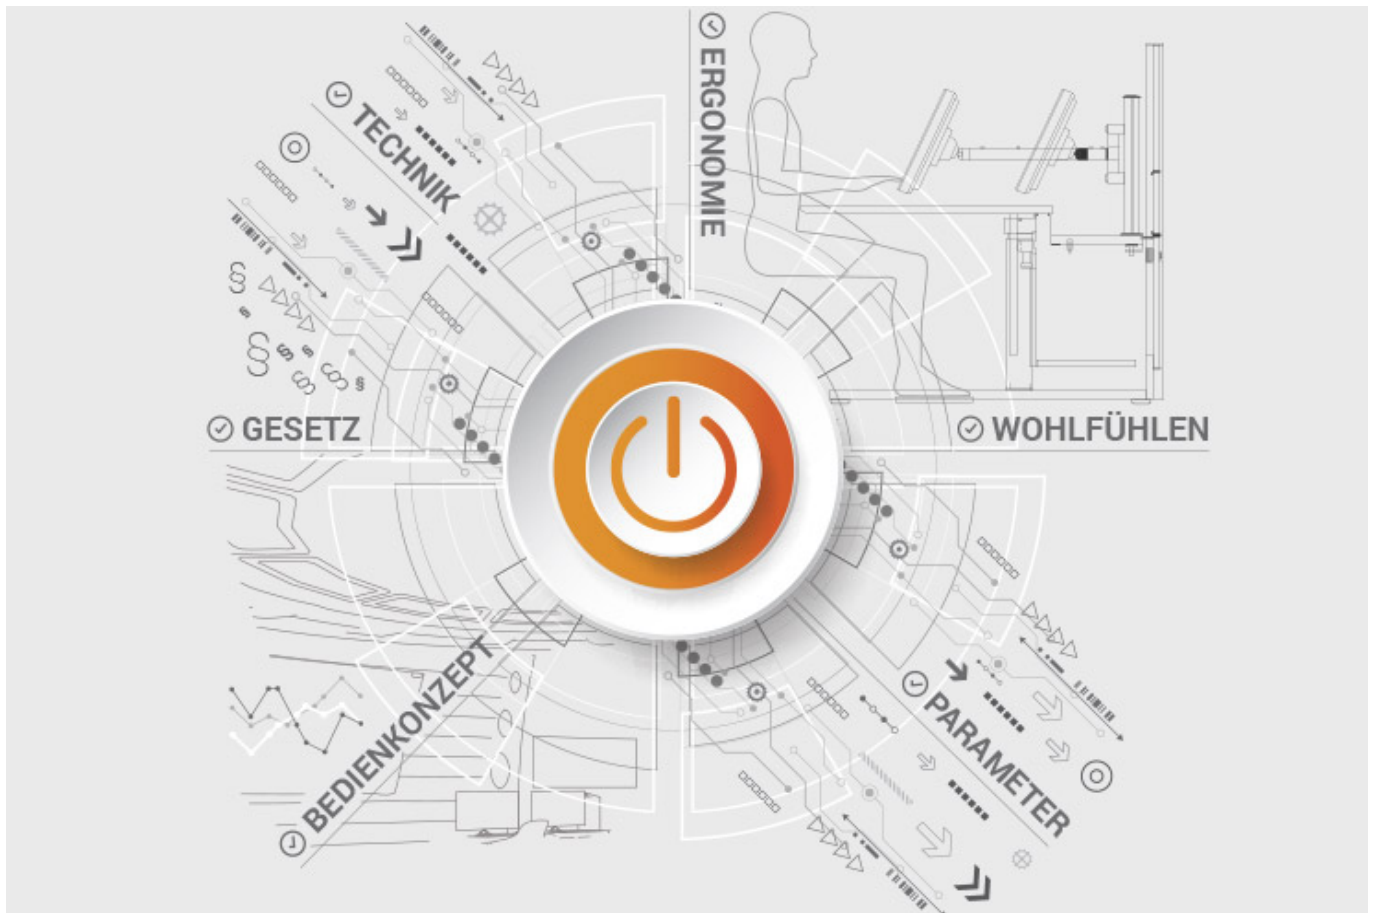 ERGONOMIE
TECHNIK
§
§
§
§
§
§
§
§
GESETZ
WOHLFÜHLEN
BEDIENKONZEPT
PARAMETER